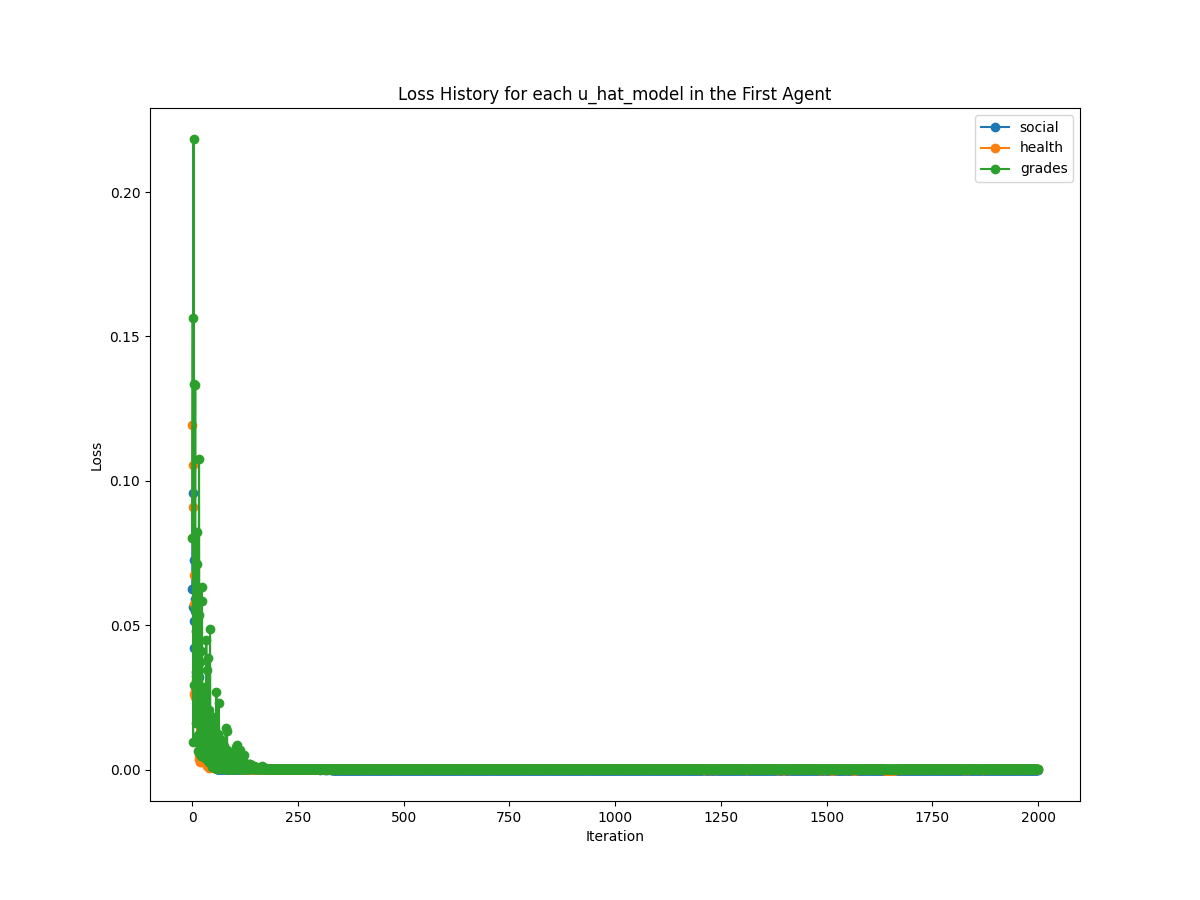 Loss History for each u_hat_model in the First Agent
social
health
grades
0.20
0.15
0.10
0.05
0.00
Loss
0 250 500 750 1000 1250 1500 1750 2000
Iteration